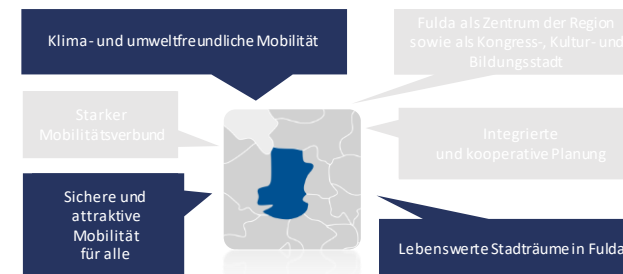 Klima- und umweltfreundliche Mobilität
Fulda als Zentrum der Region
sowie als Kongress-, Kultur- und
Bildungsstadt
Starker
Mobilitätsverbund
Integrierte
und kooperative Planung
Sichere und
attraktive
Mobilität
für alle
Lebenswerte Stadträume in Fulda